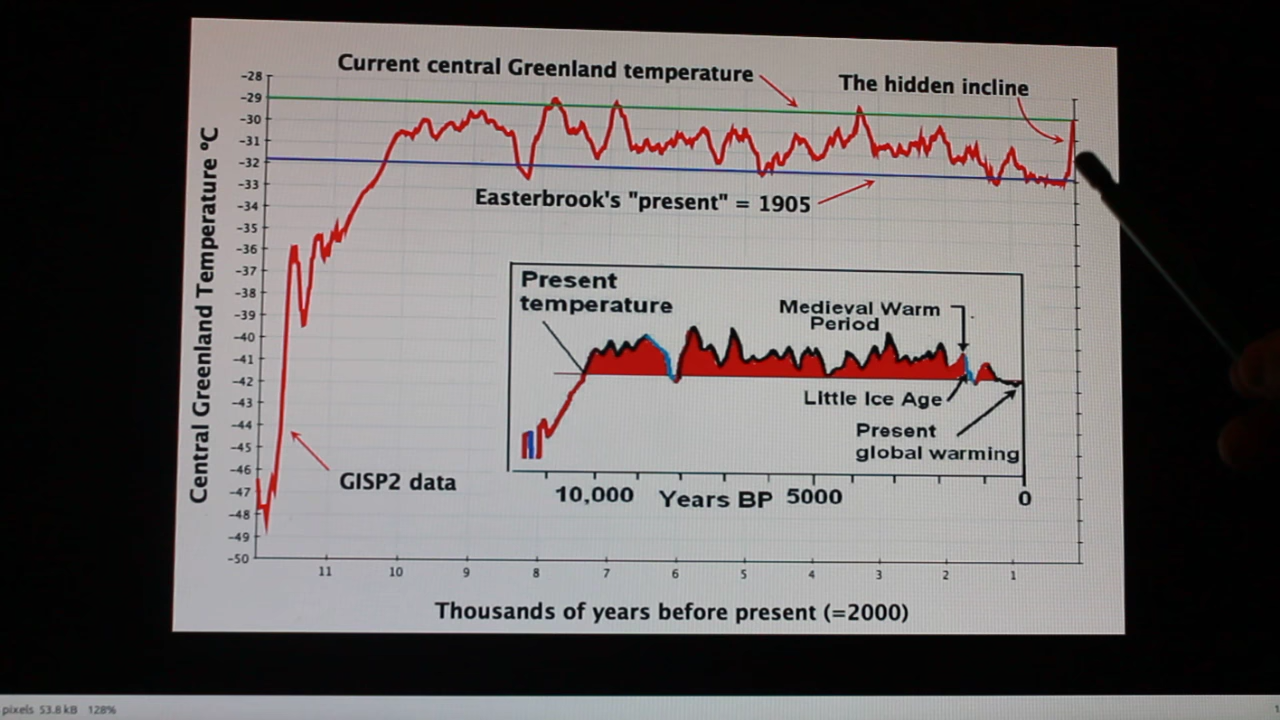 Current central Greenland temperature
The hidden incline
-28
-29
-30
-31
-32
-33
-34
-35
-36
-37
-38
-39
-40
-41
-42
-43
-44
-45
-46
-47
-48
-49
-50
Central Greenland Temperature ºC
Easterbrook's "present" = 1905
Present
temperature
Medieval Warm
Period
Little Ice Age
Present
global warming
GISP2 data
10,000 Years BP 5000 0
11 10 9 8 7 6 5 4 3 2 1
Thousands of years before present (=2000)
pixels 53.8 kB 128%